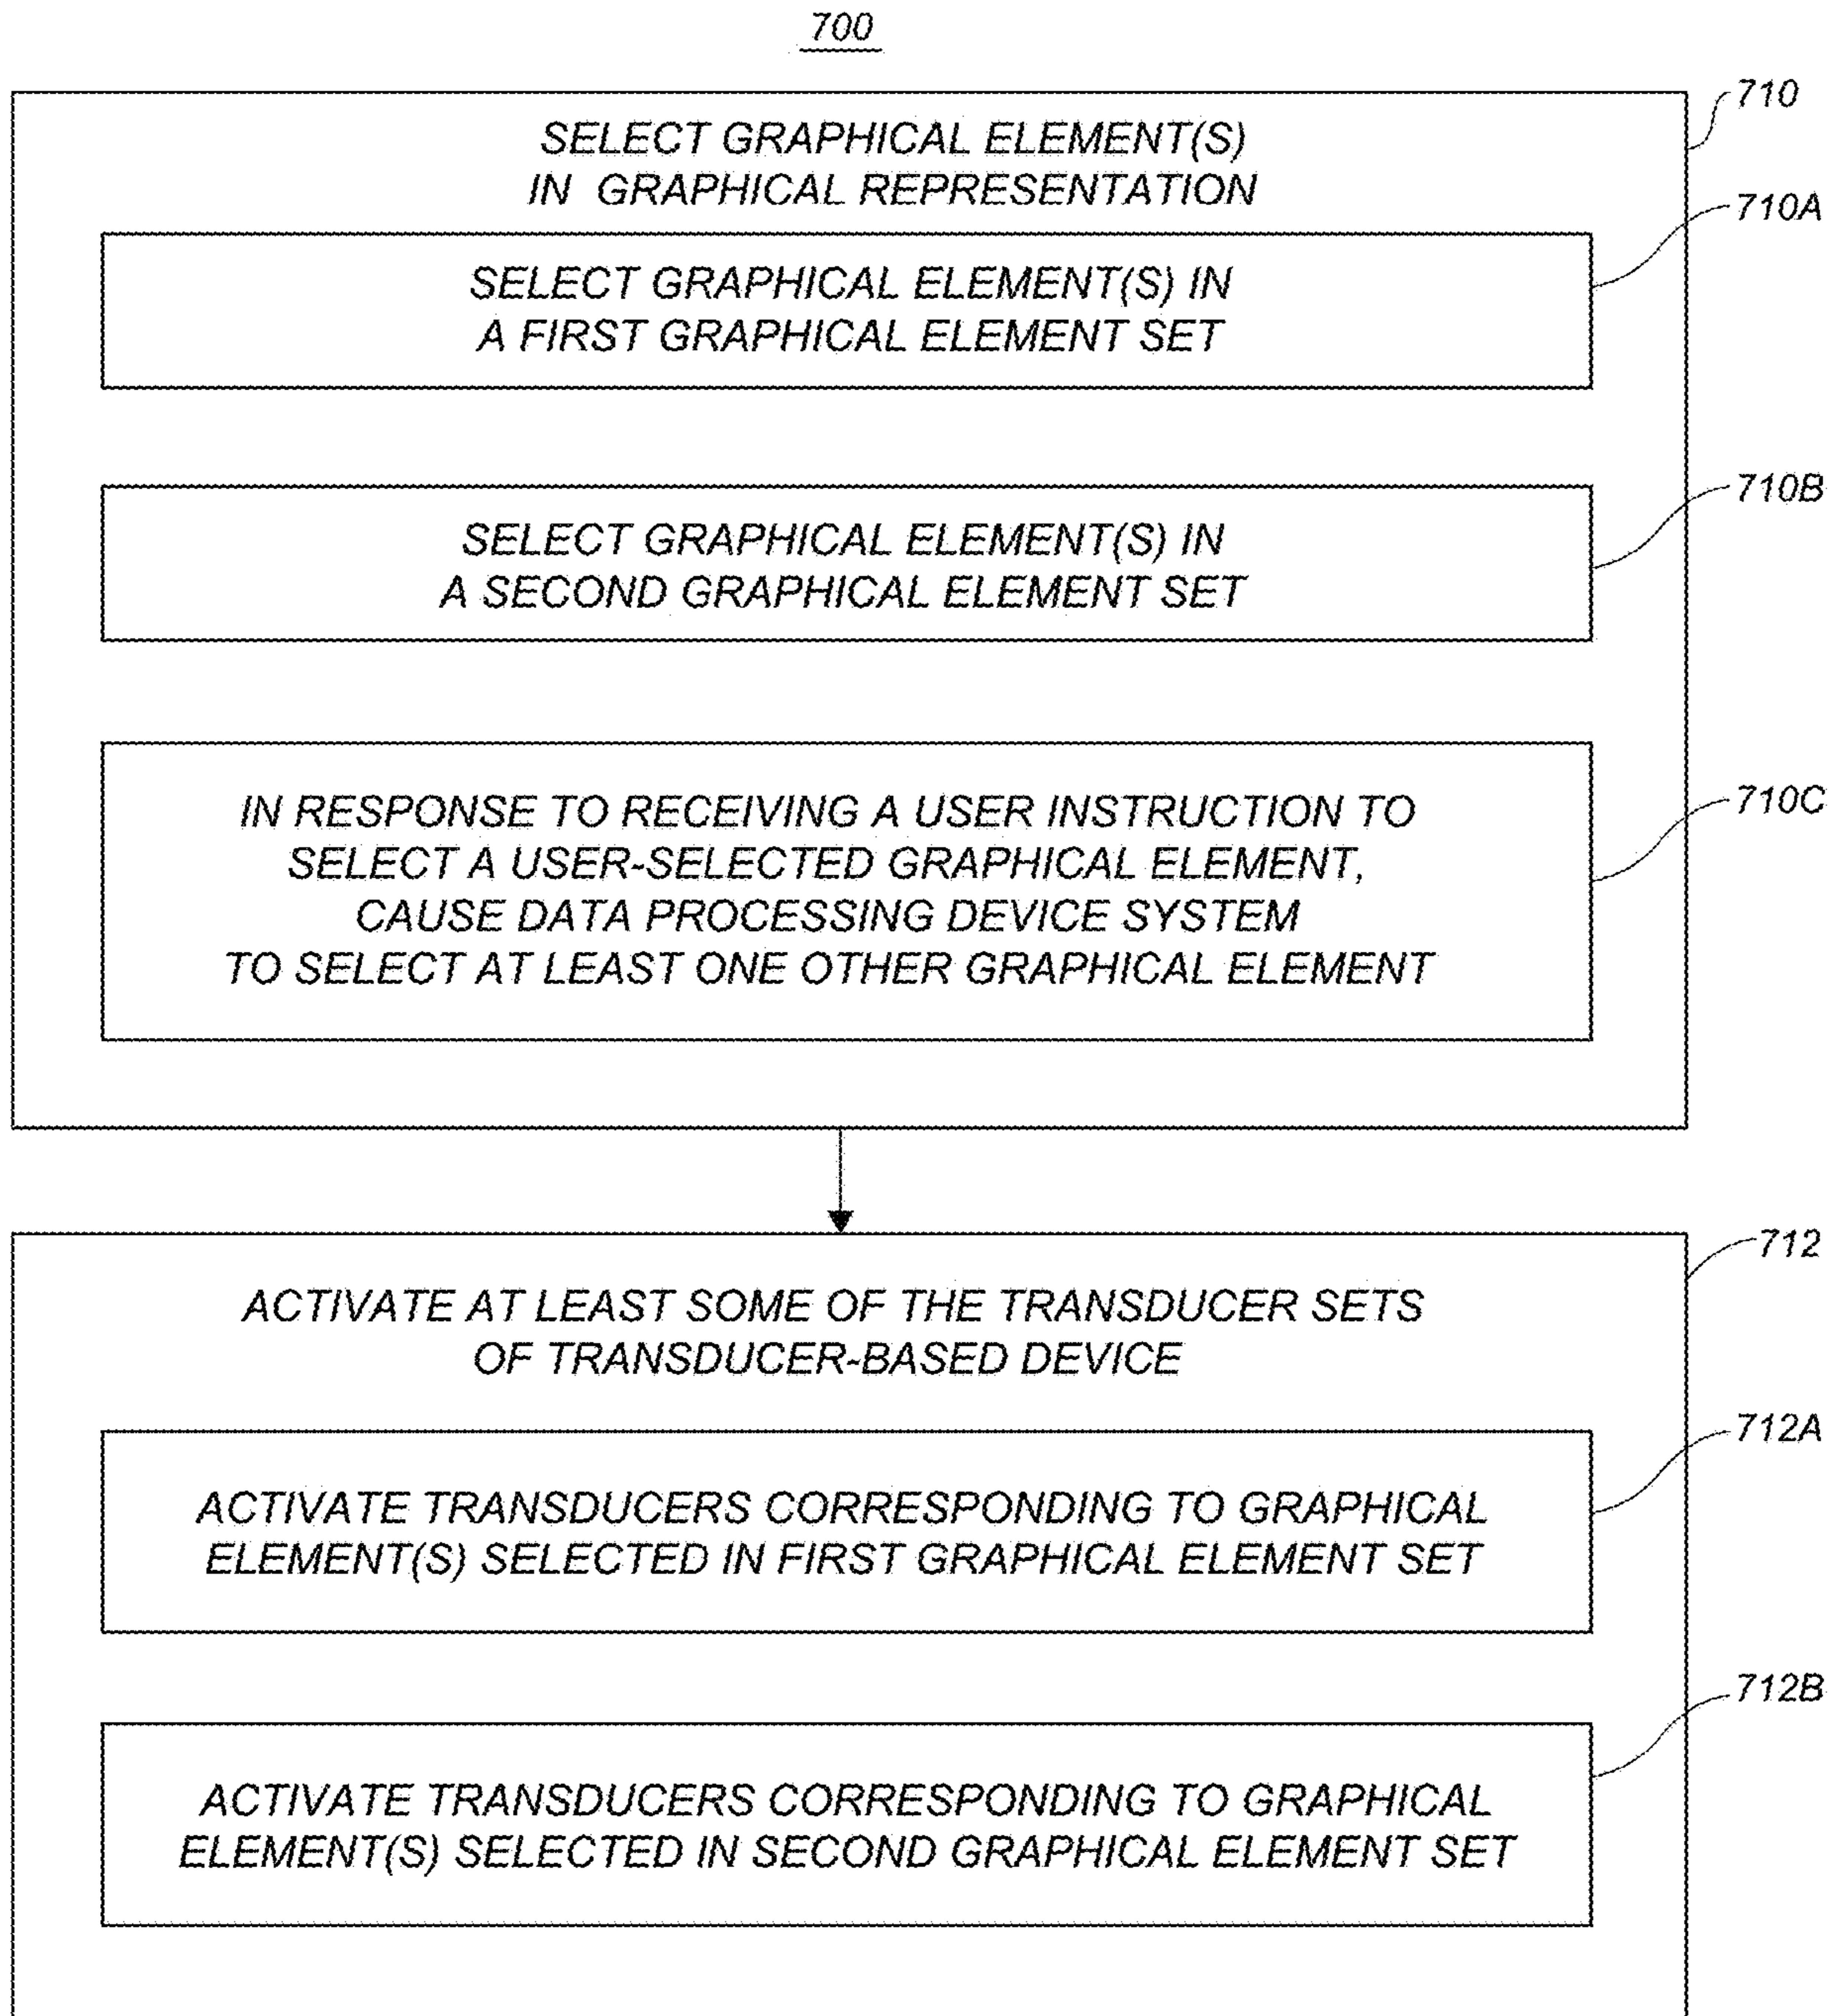 700
710
SELECT GRAPHICAL ELEMENT(S)
IN GRAPHICAL REPRESENTATION
710A
SELECT GRAPHICAL ELEMENT(S) IN
A FIRST GRAPHICAL ELEMENT SET
710B
SELECT GRAPHICAL ELEMENT(S) IN
A SECOND GRAPHICAL ELEMENT SET
710C
IN RESPONSE TO RECEIVING A USER INSTRUCTION TO
SELECT A USER-SELECTED GRAPHICAL ELEMENT,
CAUSE DATA PROCESSING DEVICE SYSTEM
TO SELECT AT LEAST ONE OTHER GRAPHICAL ELEMENT
712
ACTIVATE AT LEAST SOME OF THE TRANSDUCER SETS
OF TRANSDUCER-BASED DEVICE
712A
ACTIVATE TRANSDUCERS CORRESPONDING TO GRAPHICAL
ELEMENT(S) SELECTED IN FIRST GRAPHICAL ELEMENT SET
712B
ACTIVATE TRANSDUCERS CORRESPONDING TO GRAPHICAL
ELEMENT(S) SELECTED IN SECOND GRAPHICAL ELEMENT SET